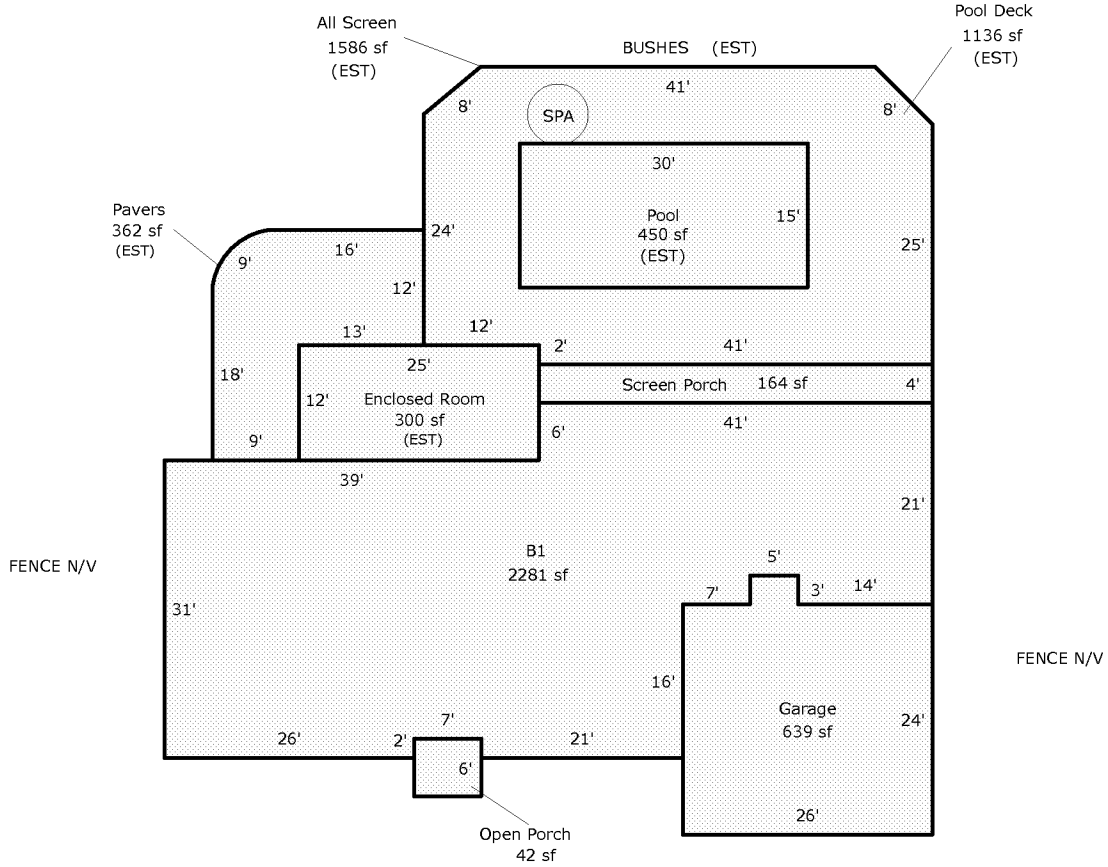 All Screen
1586 sf
(EST)
BUSHES (EST)
Pool Deck
1136 sf
(EST)
41'
8'
8'
SPA
30'
Pool
450 sf
(EST)
15'
Pavers
362 sf
(EST)
9'
16'
24'
25'
12'
13'
12'
2'
41'
25'
18'
12'
Enclosed Room
300 sf
(EST)
Screen Porch 164 sf
4'
41'
6'
9'
39'
21'
B1
2281 sf
FENCE N/V
5'
7'
3'
14'
31'
FENCE N/V
16'
Garage
639 sf
24'
7'
26'
2'
21'
6'
26'
Open Porch
42 sf